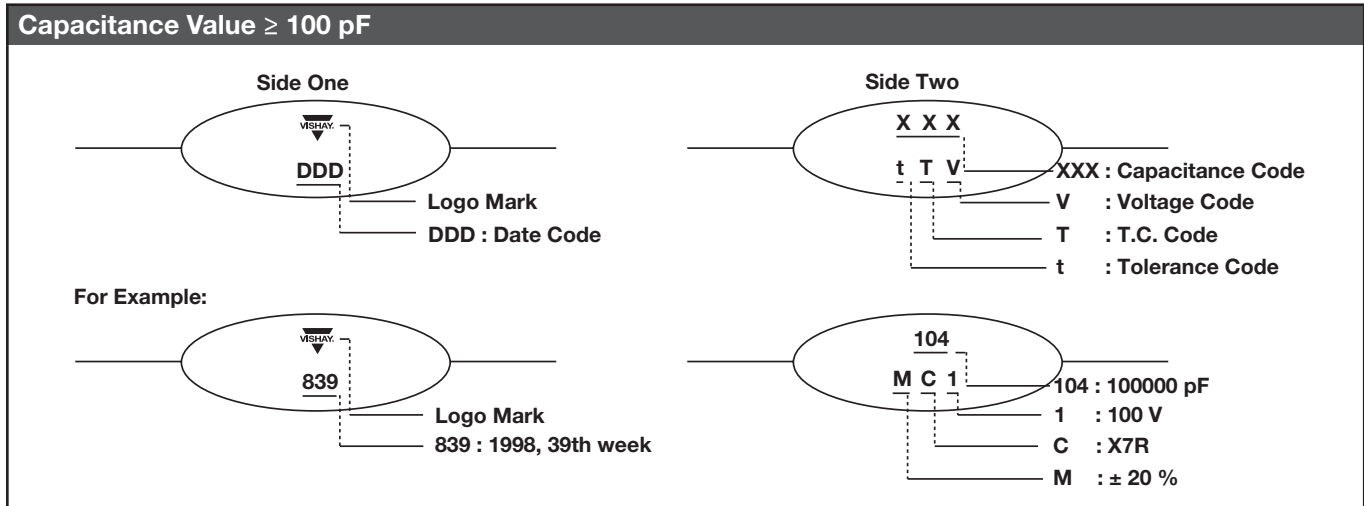 Capacitance Value ≥ 100 pF
Side One
VISHAY.
DDD
Logo Mark
DDD : Date Code
Side Two
X X X
t T V
XXX : Capacitance Code
V : Voltage Code
T : T.C. Code
t : Tolerance Code
For Example:
VISHAY.
839
Logo Mark
839 : 1998, 39th week
104
M C 1
104 : 100000 pF
1 : 100 V
C : X7R
M : ± 20 %